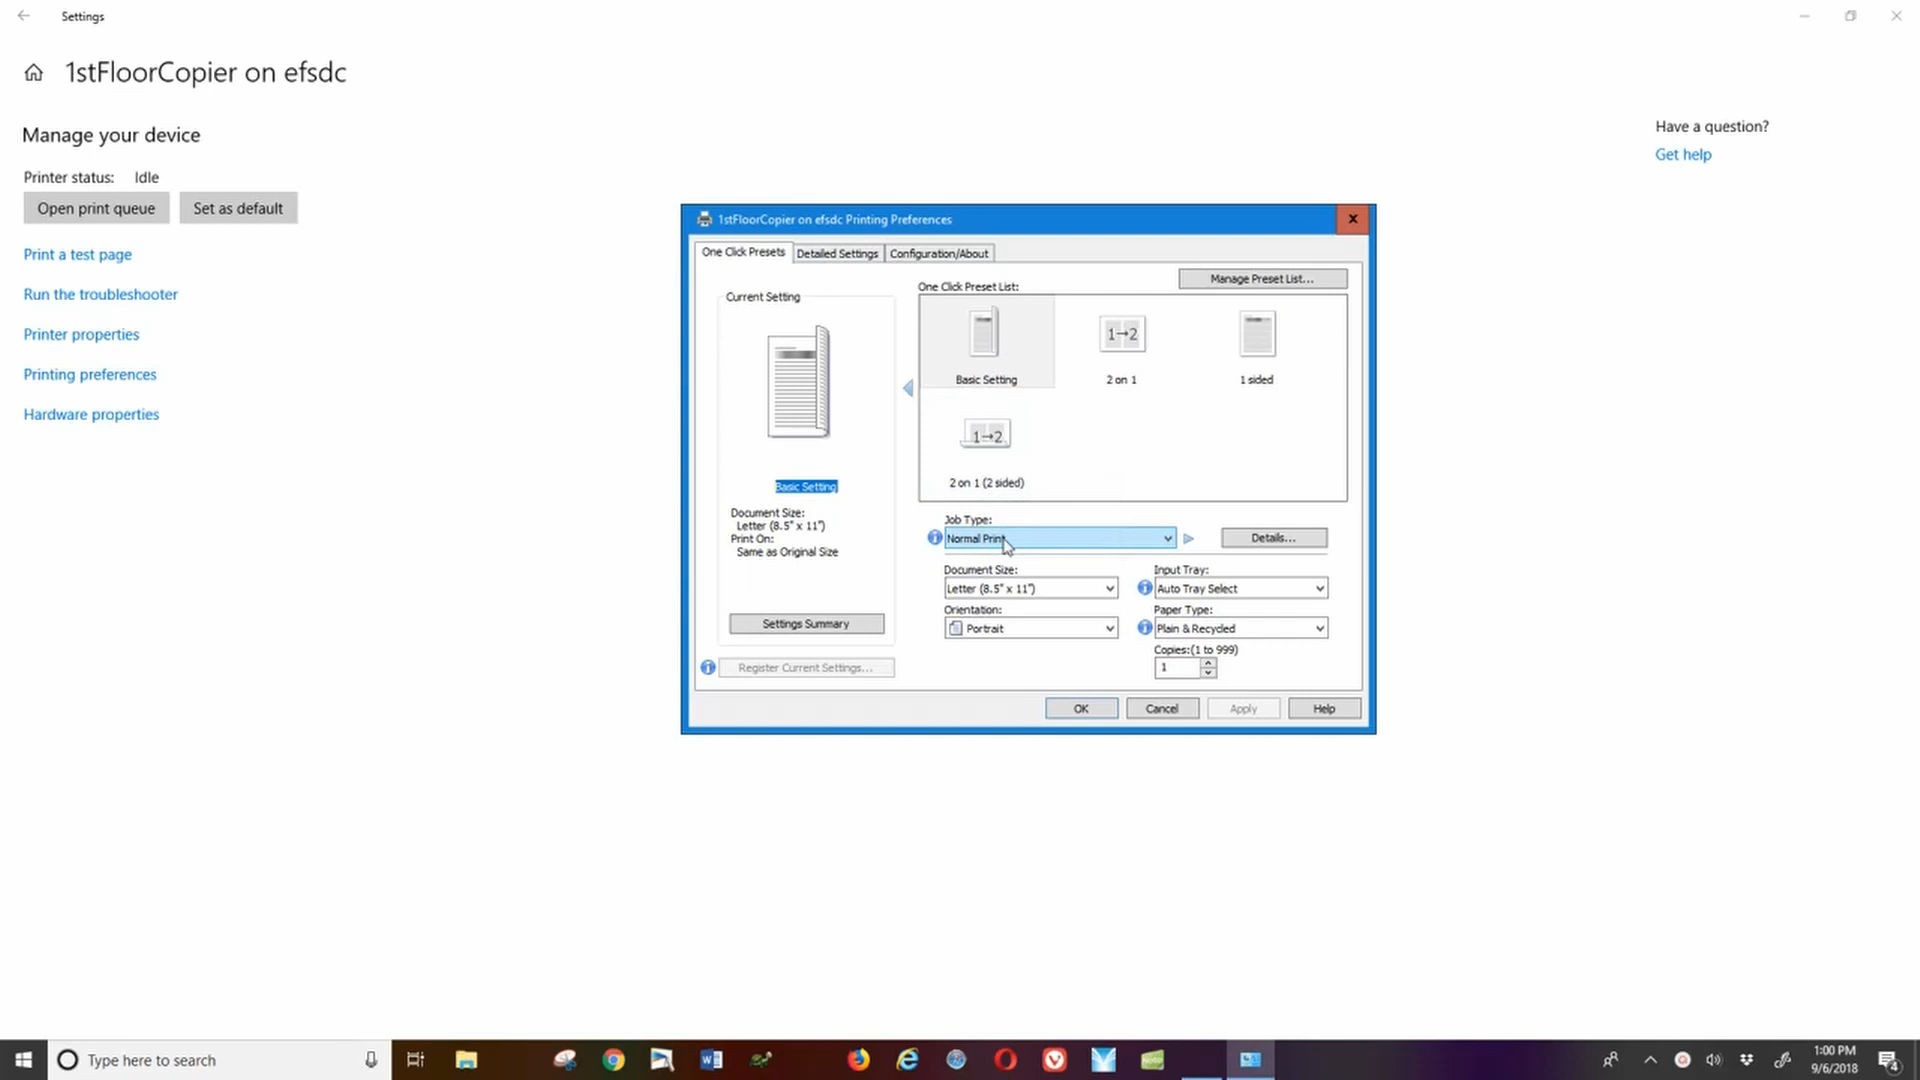 Settings
1stFloorCopier on efsdc
Manage your device
Printer status: Idle
Open print queue
Set as default
Print a test page
Run the troubleshooter
Printer properties
Printing preferences
Hardware properties
Have a question?
Get help
1stFloorCopier on efsdc Printing Preferences
One Click Presets
Detailed Settings
Configuration/About
Manage Preset List...
Current Setting
One Click Preset List:
1→2
Basic Setting
2 on 1
1 sided
1→2
2 on 1 (2 sided)
Basic Setting
Document Size:
Letter (8.5" x 11")
Print On:
Same as Original Size
Settings Summary
Register Current Settings...
Job Type:
Normal Print
Details...
Document Size:
Letter (8.5" x 11")
Input Tray:
Auto Tray Select
Orientation:
Portrait
Paper Type:
Plain & Recycled
Copies:(1 to 999)
1
OK
Cancel
Apply
Help
Type here to search
1:00 PM
9/6/2018
4